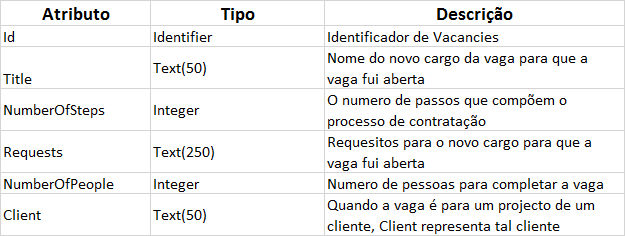 Atributo Tipo Descrição
Id Identifier Identificador de Vacancies
Title Text(50) Nome do novo cargo da vaga para que a
vaga fui aberta
NumberOfSteps Integer O numero de passos que compõem o
processo de contratação
Requests Text(250) Requesitos para o novo cargo para que a
vaga fui aberta
NumberOfPeople Integer Numero de pessoas para completar a vaga
Client Text(50) Quando a vaga é para um projecto de um
cliente, Client representa tal cliente